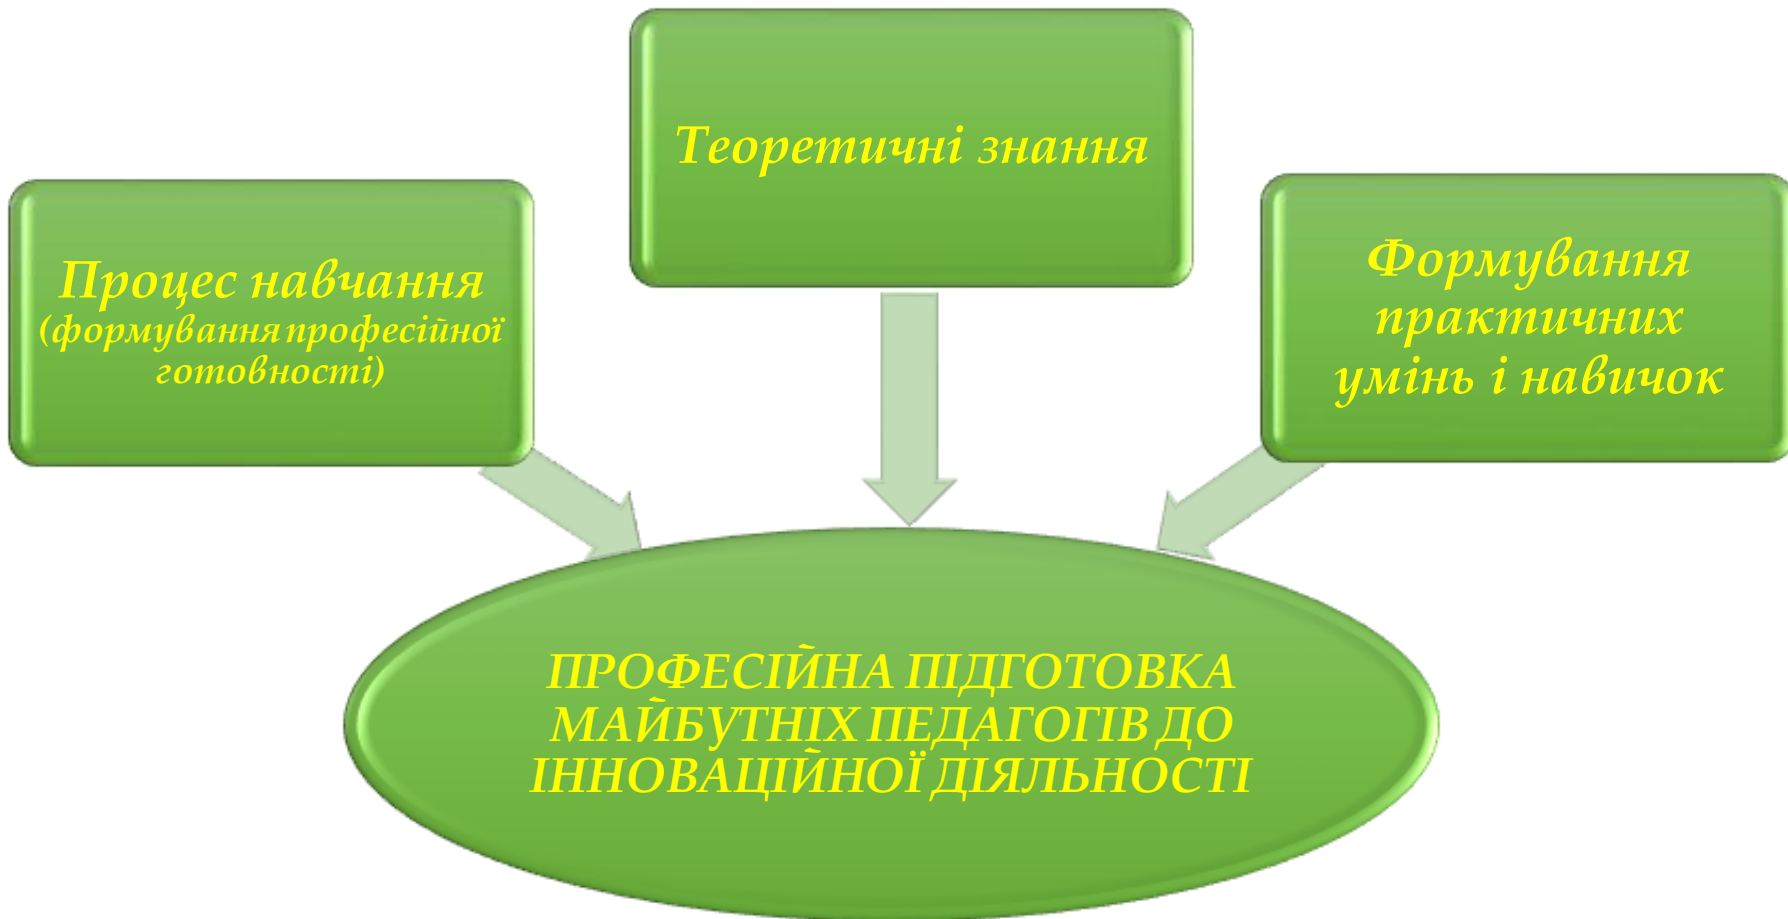 Теоретичні знання
Процес навчання
(формування професійної
готовності)
Формування
практичних
умінь і навичок
ПРОФЕСІЙНА ПІДГОТОВКА
МАЙБУТНІХ ПЕДАГОГІВ ДО
ІННОВАЦІЙНОЇ ДІЯЛЬНОСТІ